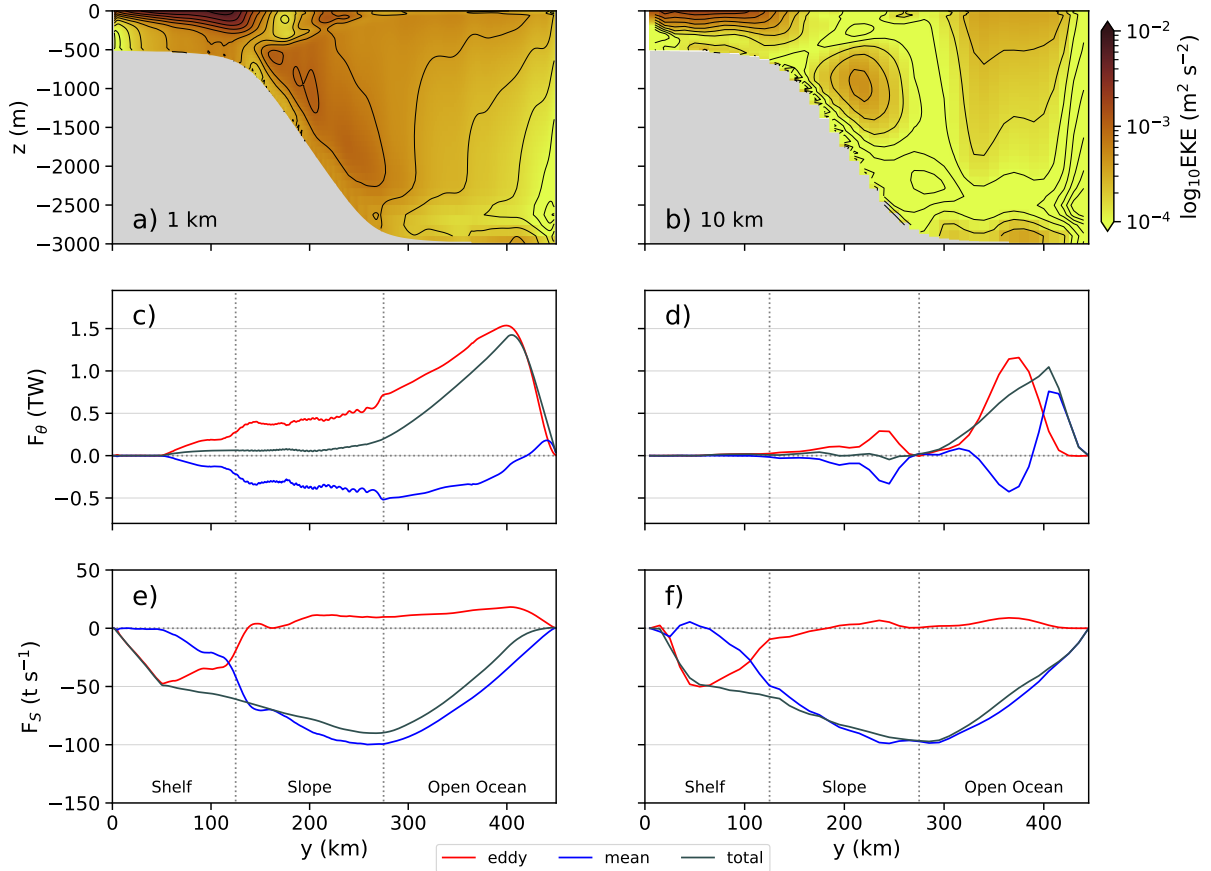 0
−500
−1000
−1500
−2000
−2500
−3000
z (m)
a) 1 km
b) 10 km
10⁻²
10⁻³
10⁻⁴
log₁₀EKE (m² s⁻²)
c)
d)
1.5
1.0
0.5
0.0
−0.5
F_θ (TW)
e)
f)
50
0
−50
−100
−150
F_S (t s⁻¹)
Shelf Slope Open Ocean
Shelf Slope Open Ocean
0 100 200 300 400
0 100 200 300 400
y (km)
y (km)
eddy mean total